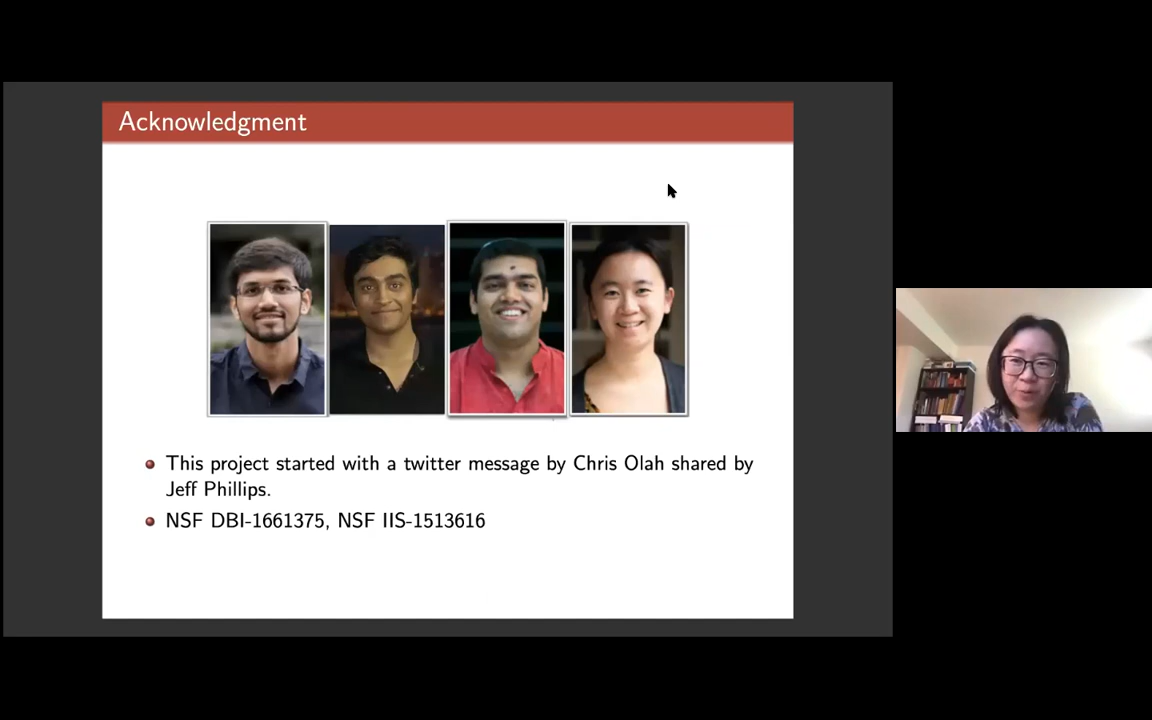 Acknowledgment
This project started with a twitter message by Chris Olah shared by
Jeff Phillips.
NSF DBI-1661375, NSF IIS-1513616